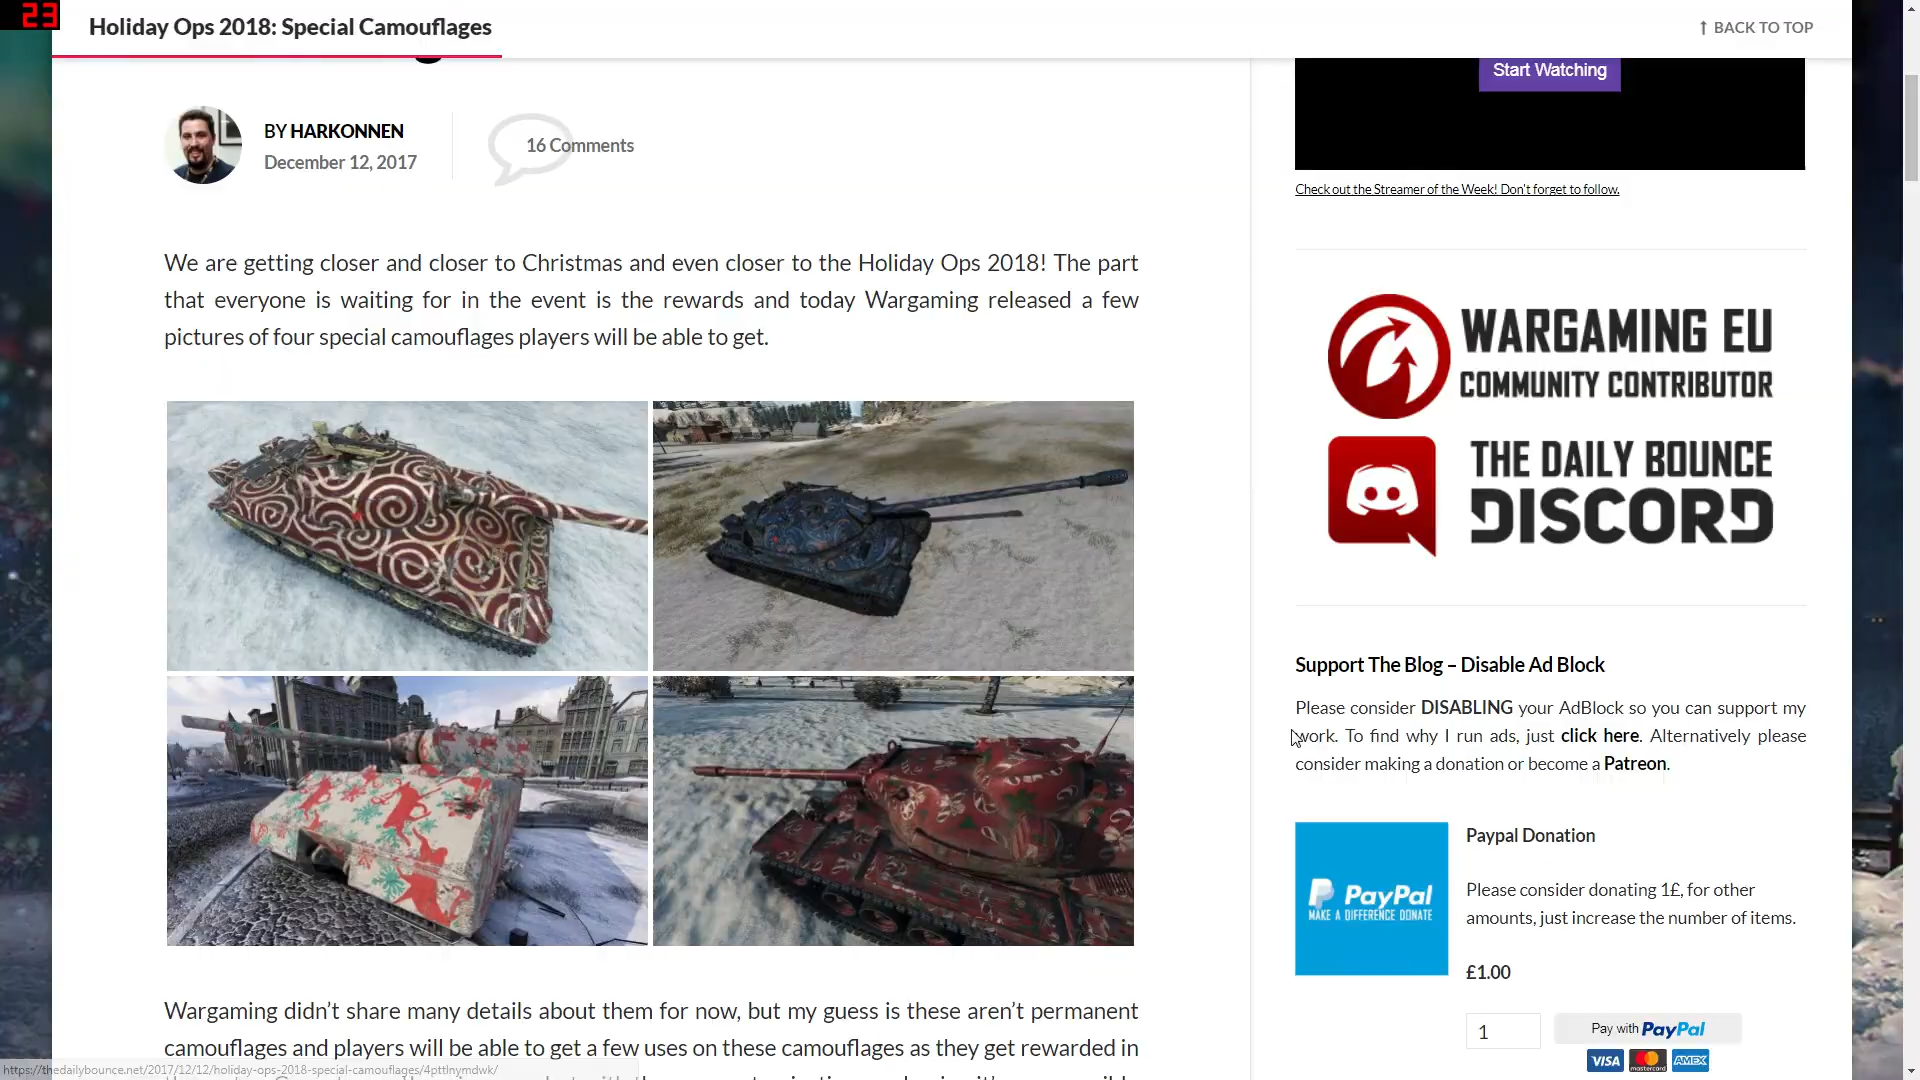 23
Holiday Ops 2018: Special Camouflages
↑ BACK TO TOP
Start Watching
BY HARKONNEN
December 12, 2017
16 Comments
Check out the Streamer of the Week! Don't forget to follow.
We are getting closer and closer to Christmas and even closer to the Holiday Ops 2018! The part
that everyone is waiting for in the event is the rewards and today Wargaming released a few
pictures of four special camouflages players will be able to get.
WARGAMING EU
COMMUNITY CONTRIBUTOR
THE DAILY BOUNCE
DISCORD
Support The Blog – Disable Ad Block
Please consider DISABLING your AdBlock so you can support my
work. To find why I run ads, just click here. Alternatively please
consider making a donation or become a Patreon.
PayPal
MAKE A DIFFERENCE DONATE
Paypal Donation
Please consider donating 1£, for other
amounts, just increase the number of items.
£1.00
1
Pay with PayPal
VISA mastercard AMEX
Wargaming didn’t share many details about them for now, but my guess is these aren’t permanent
camouflages and players will be able to get a few uses on these camouflages as they get rewarded in
https://thedailybounce.net/2017/12/12/holiday-ops-2018-special-camouflages/4pttlnymdwk/